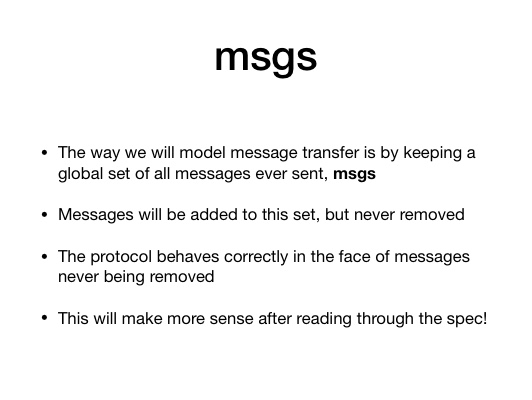 msgs
• The way we will model message transfer is by keeping a
global set of all messages ever sent, msgs
• Messages will be added to this set, but never removed
• The protocol behaves correctly in the face of messages
never being removed
• This will make more sense after reading through the spec!